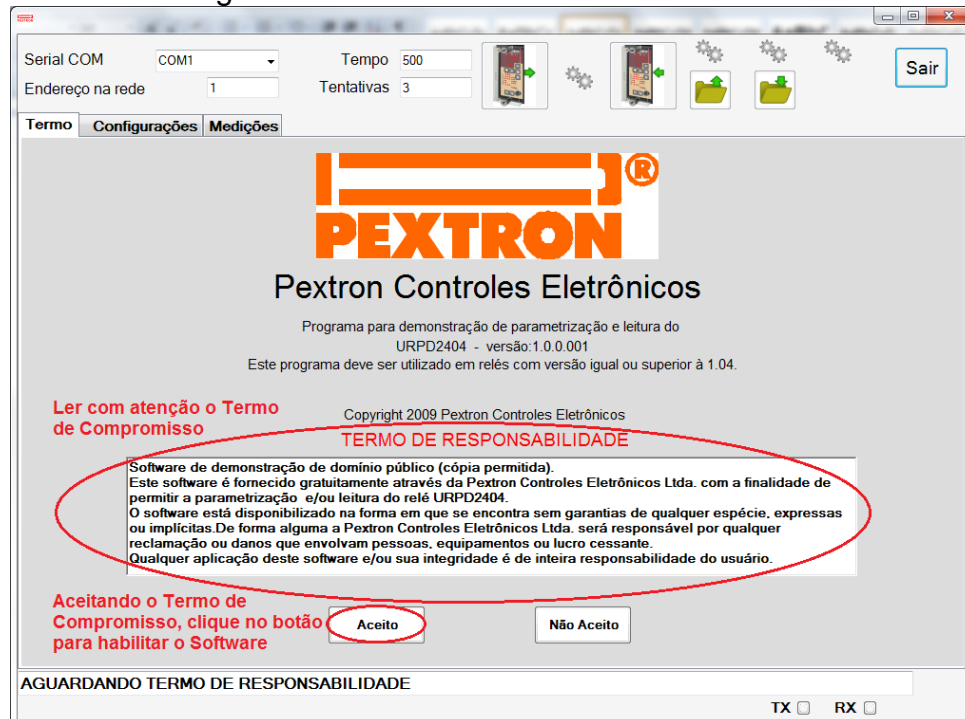 Serial COM COM1 Tempo 500
Endereço na rede 1 Tentativas 3
Sair
Termo Configurações Medições
PEXTRON®
Pextron Controles Eletrônicos
Programa para demonstração de parametrização e leitura do
URPD2404 - versão:1.0.0.001
Este programa deve ser utilizado em relés com versão igual ou superior à 1.04.
Ler com atenção o Termo
de Compromisso
Copyright 2009 Pextron Controles Eletrônicos
TERMO DE RESPONSABILIDADE
Software de demonstração de domínio público (cópia permitida).
Este software é fornecido gratuitamente através da Pextron Controles Eletrônicos Ltda. com a finalidade de
permitir a parametrização e/ou leitura do relé URPD2404.
O software está disponibilizado na forma em que se encontra sem garantias de qualquer espécie, expressas
ou implícitas.De forma alguma a Pextron Controles Eletrônicos Ltda. será responsável por qualquer
reclamação ou danos que envolvam pessoas, equipamentos ou lucro cessante.
Qualquer aplicação deste software e/ou sua integridade é de inteira responsabilidade do usuário.
Aceitando o Termo de
Compromisso, clique no botão
para habilitar o Software
Aceito Não Aceito
AGUARDANDO TERMO DE RESPONSABILIDADE
TX RX